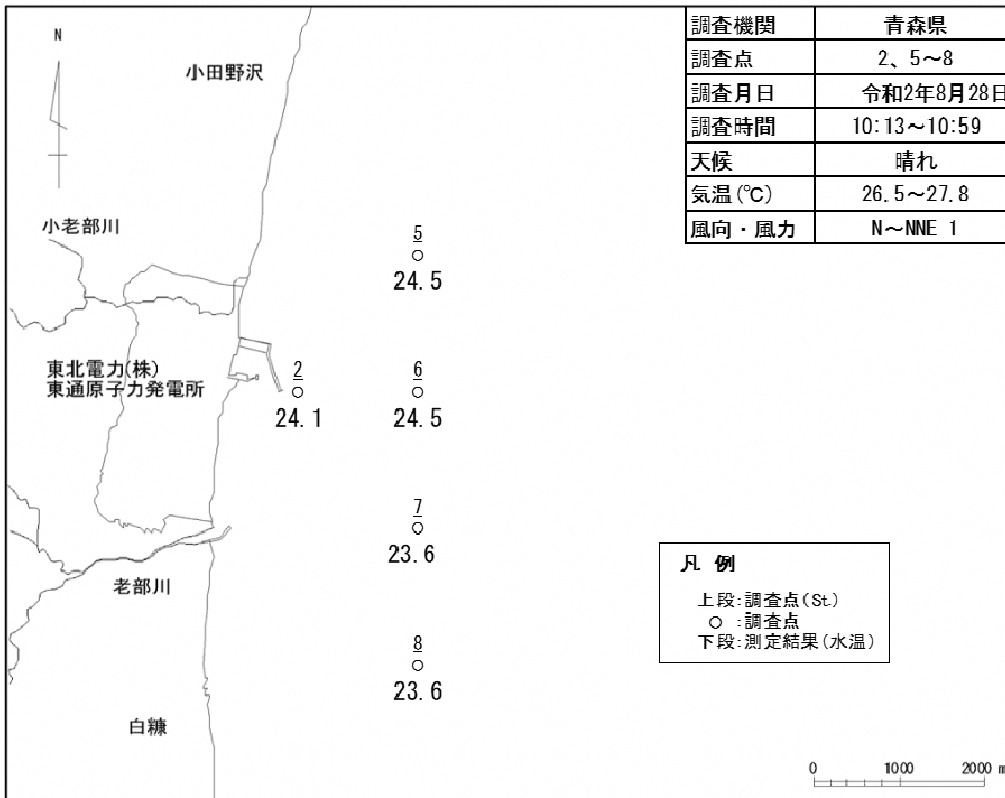 調査機関 青森県
調査点 2、5～8
調査月日 令和2年8月28日
調査時間 10:13～10:59
天候 晴れ
気温(℃) 26.5～27.8
風向・風力 N～NNE 1
N
小田野沢
小老部川
5
24.5
東北電力(株)
東通原子力発電所
2
24.1
6
24.5
7
23.6
老部川
8
23.6
白糠
凡 例
上段:調査点(St.)
○ :調査点
下段:測定結果(水温)
0 1000 2000 m